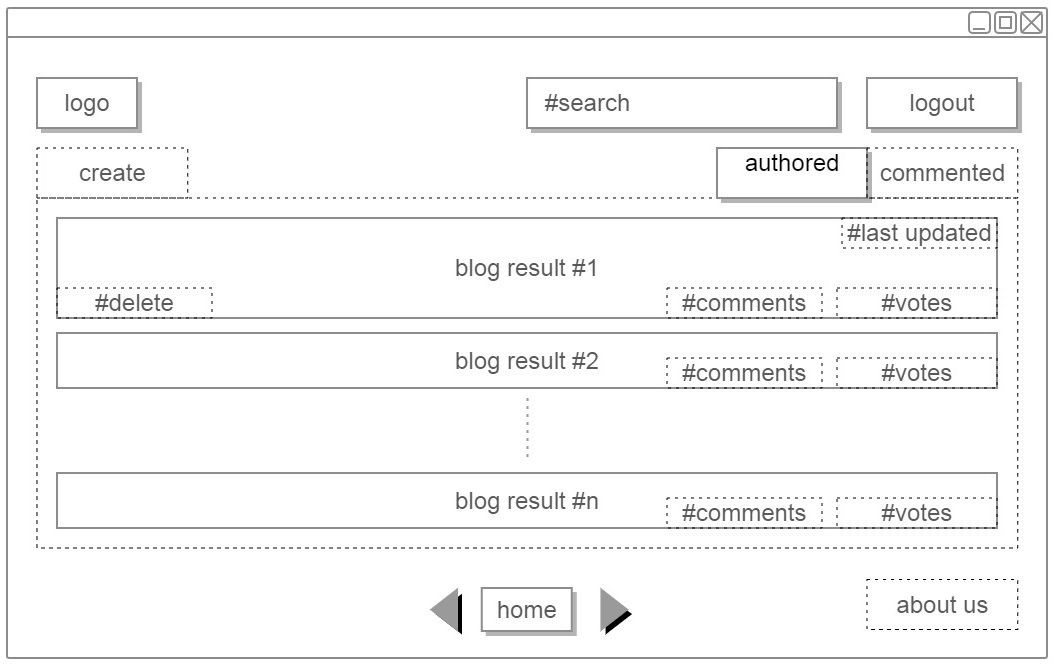 logo
#search
logout
create
authored
commented
#last updated
blog result #1
#delete
#comments
#votes
blog result #2
#comments
#votes
blog result #n
#comments
#votes
home
about us